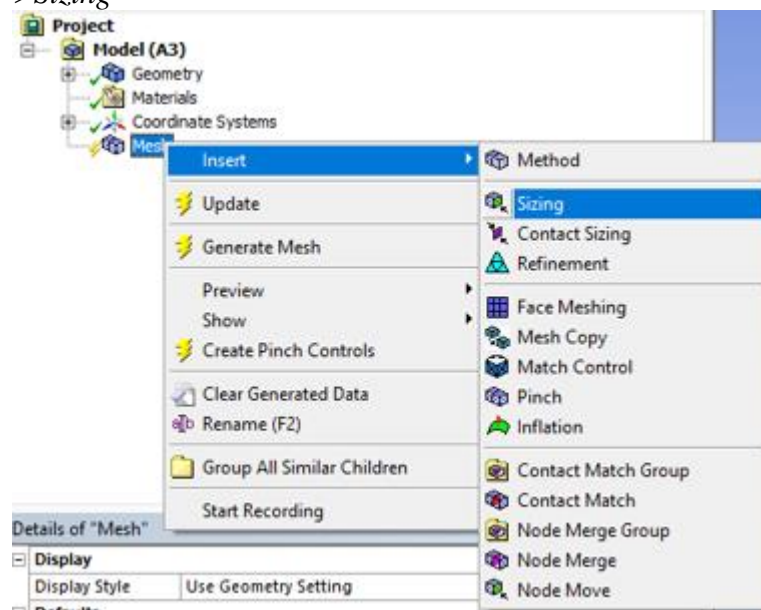 > Sizing
Project
Model (A3)
Geometry
Materials
Coordinate Systems
Mesh
Insert
Update
Generate Mesh
Preview
Show
Create Pinch Controls
Clear Generated Data
Rename (F2)
Group All Similar Children
Start Recording
Method
Sizing
Contact Sizing
Refinement
Face Meshing
Mesh Copy
Match Control
Pinch
Inflation
Contact Match Group
Contact Match
Node Merge Group
Node Merge
Node Move
Details of "Mesh"
Display
Display Style Use Geometry Setting
Defaults